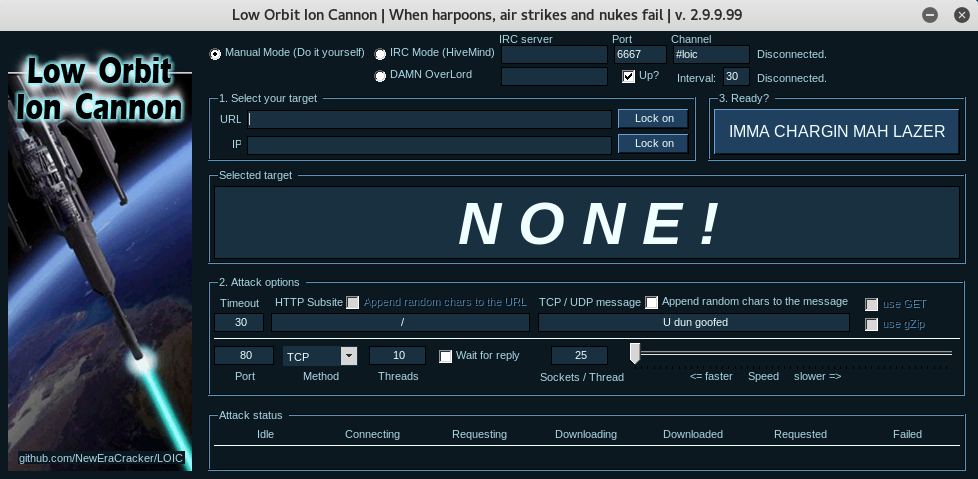 Low Orbit Ion Cannon | When harpoons, air strikes and nukes fail | v. 2.9.9.99
Low Orbit
Ion Cannon
github.com/NewEraCracker/LOIC
IRC server Port Channel
Manual Mode (Do it yourself) IRC Mode (HiveMind) 6667 #loic Disconnected.
DAMN OverLord Up? Interval: 30 Disconnected.
1. Select your target
URL Lock on
IP Lock on
3. Ready?
IMMA CHARGIN MAH LAZER
Selected target
NONE!
2. Attack options
Timeout HTTP Subsite Append random chars to the URL TCP / UDP message Append random chars to the message use GET
30 / U dun goofed use gZip
80 TCP 10 Wait for reply 25
Port Method Threads Sockets / Thread <= faster Speed slower =>
Attack status
Idle Connecting Requesting Downloading Downloaded Requested Failed